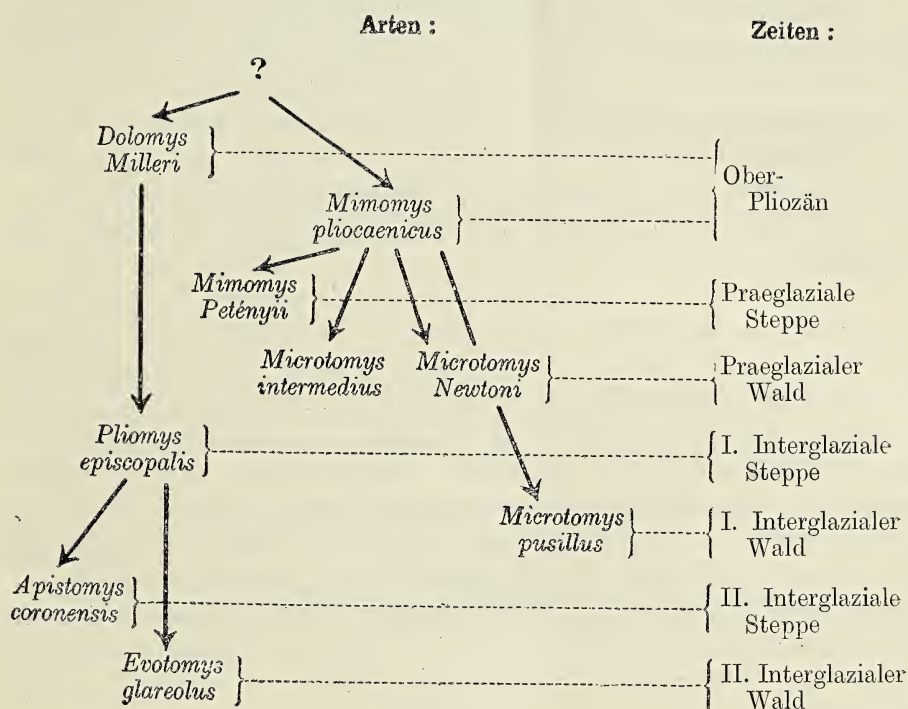 Arten : Zeiten :
?
Dolomys
Milleri
Ober-
Pliozän
Mimomys
pliocaenicus
Mimomys
Petényii
Praeglaziale
Steppe
Microtomys
intermedius
Microtomys
Newtoni
Praeglazialer
Wald
Pliomys
episcopalis
I. Interglaziale
Steppe
Microtomys
pusillus
I. Interglazialer
Wald
Apistomys
coronensis
II. Interglaziale
Steppe
Evotomys
glareolus
II. Interglazialer
Wald